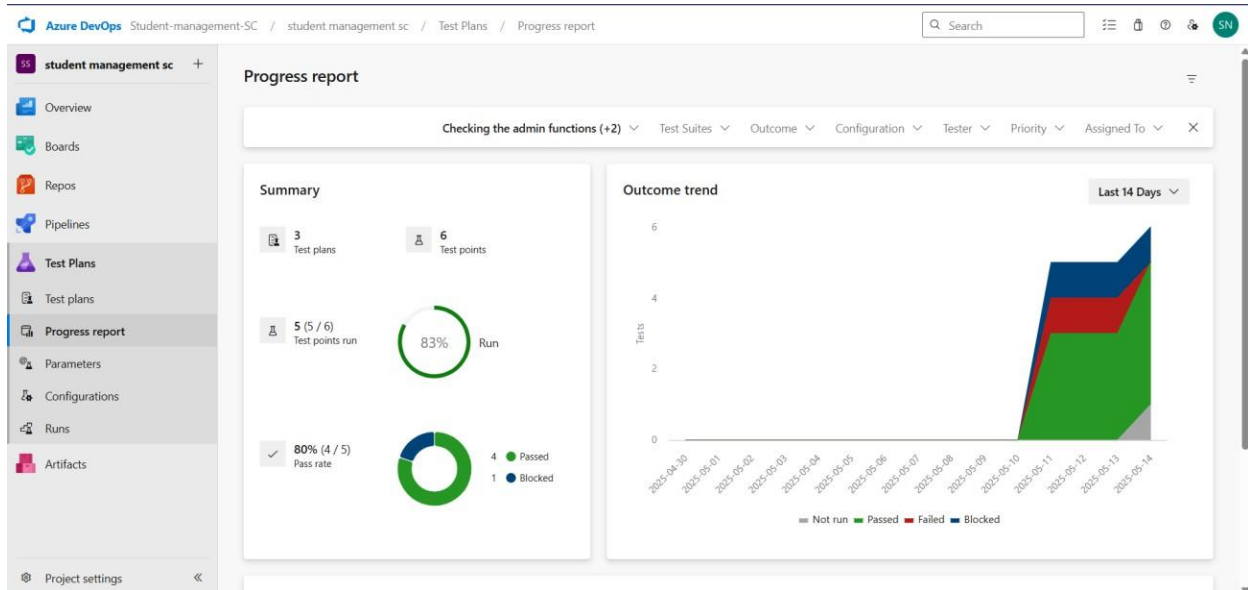 Azure DevOps Student-management-SC / student management sc / Test Plans / Progress report
Search
SN
SS student management sc +
Overview
Boards
Repos
Pipelines
Test Plans
Test plans
Progress report
Parameters
Configurations
Runs
Artifacts
Project settings
Progress report
Checking the admin functions (+2) Test Suites Outcome Configuration Tester Priority Assigned To
Summary
3
Test plans
6
Test points
5 (5 / 6)
Test points run
83%
Run
80% (4 / 5)
Pass rate
4 Passed
1 Blocked
Outcome trend
Last 14 Days
6
4
2
0
Tests
2025-04-30
2025-05-01
2025-05-02
2025-05-03
2025-05-04
2025-05-05
2025-05-06
2025-05-07
2025-05-08
2025-05-09
2025-05-10
2025-05-11
2025-05-12
2025-05-13
2025-05-14
Not run Passed Failed Blocked